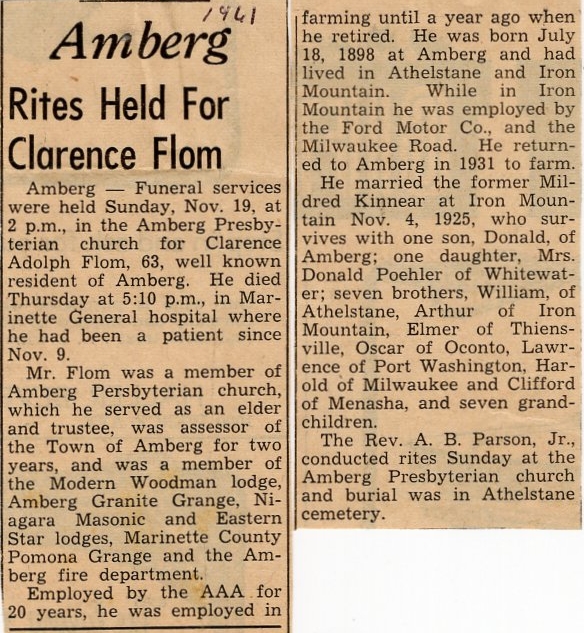 1961
Amberg
Rites Held For
Clarence Flom
Amberg — Funeral services
were held Sunday, Nov. 19, at
2 p.m., in the Amberg Presby-
terian church for Clarence
Adolph Flom, 63, well known
resident of Amberg. He died
Thursday at 5:10 p.m., in Mar-
inette General hospital where
he had been a patient since
Nov. 9.
Mr. Flom was a member of
Amberg Persbyterian church,
which he served as an elder
and trustee, was assessor of
the Town of Amberg for two
years, and was a member of
the Modern Woodman lodge,
Amberg Granite Grange, Ni-
agara Masonic and Eastern
Star lodges, Marinette County
Pomona Grange and the Am-
berg fire department.
Employed by the AAA for
20 years, he was employed in
farming until a year ago when
he retired. He was born July
18, 1898 at Amberg and had
lived in Athelstane and Iron
Mountain. While in Iron
Mountain he was employed by
the Ford Motor Co., and the
Milwaukee Road. He return-
ed to Amberg in 1931 to farm.
He married the former Mil-
dred Kinnear at Iron Moun-
tain Nov. 4, 1925, who sur-
vives with one son, Donald, of
Amberg; one daughter, Mrs.
Donald Poehler of Whitewat-
er; seven brothers, William, of
Athelstane, Arthur of Iron
Mountain, Elmer of Thiens-
ville, Oscar of Oconto, Lawr-
ence of Port Washington, Har-
old of Milwaukee and Clifford
of Menasha, and seven grand-
children.
The Rev. A. B. Parson, Jr.,
conducted rites Sunday at the
Amberg Presbyterian church
and burial was in Athelstane
cemetery.